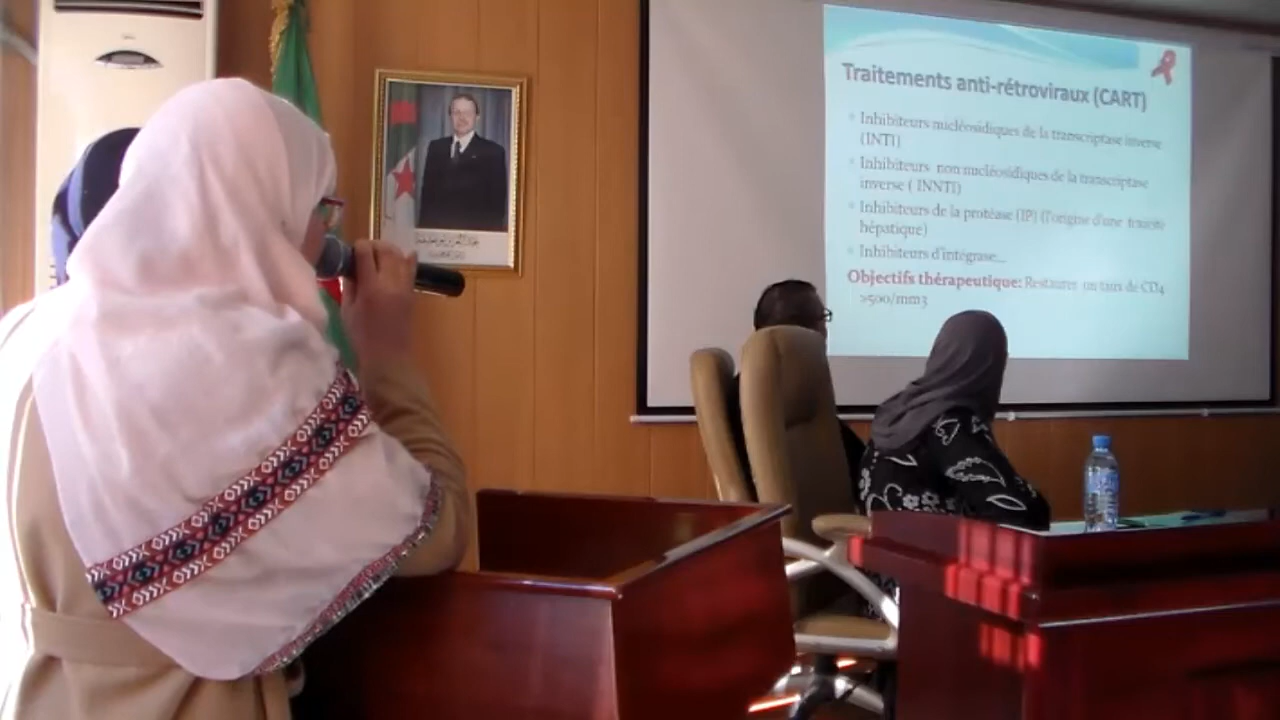 Traitements anti-rétroviraux (CART)
Inhibiteurs nucléosidiques de la transcriptase inverse
(INTI)
Inhibiteurs non nucléosidiques de la transcriptase
inverse ( INNTI)
Inhibiteurs de la protéase (IP) (l'origine d'une toxicité
hépatique)
Inhibiteurs d'intégrase...
Objectifs thérapeutique: Restaurer un taux de CD4
>500/mm3